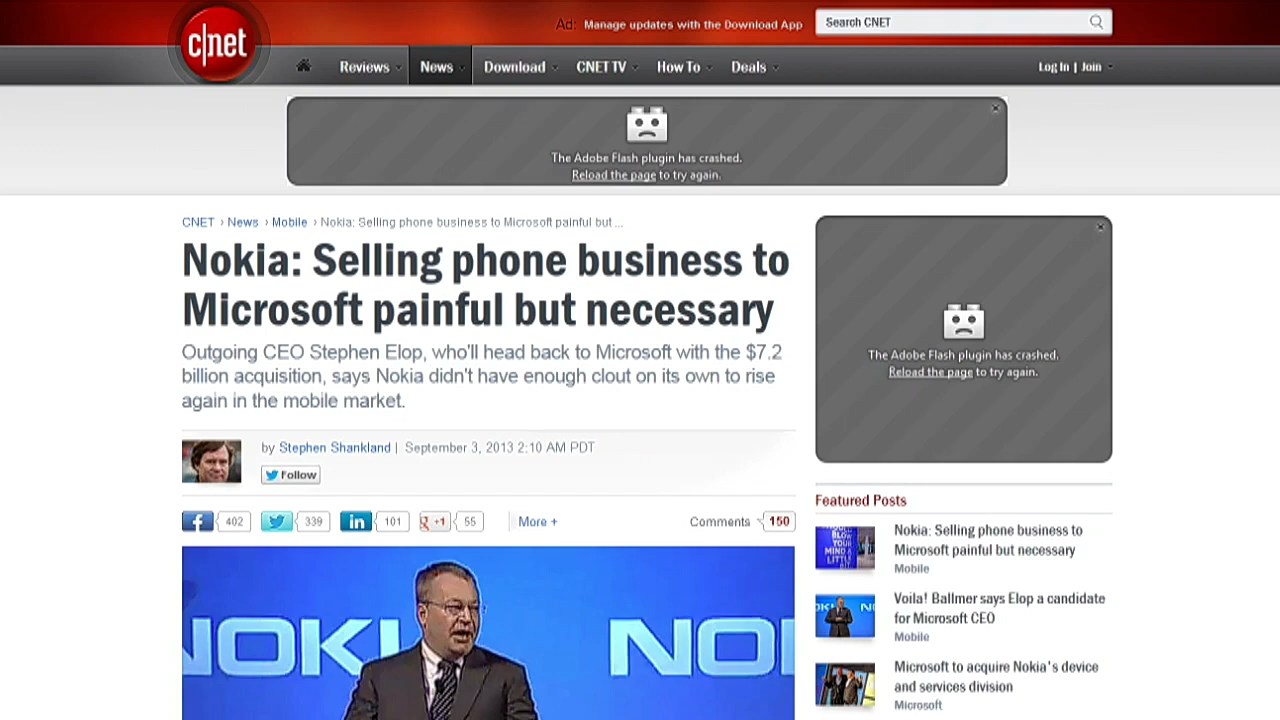 c|net
Ad: Manage updates with the Download App
Search CNET
Reviews
News
Download
CNET TV
How To
Deals
Log In | Join
The Adobe Flash plugin has crashed.
Reload the page to try again.
CNET › News › Mobile › Nokia: Selling phone business to Microsoft painful but ...
Nokia: Selling phone business to
Microsoft painful but necessary
Outgoing CEO Stephen Elop, who'll head back to Microsoft with the $7.2
billion acquisition, says Nokia didn't have enough clout on its own to rise
again in the mobile market.
by Stephen Shankland | September 3, 2013 2:10 AM PDT
Follow
402
339
in 101
g +1 55
More +
Comments 150
NOKI
NO
The Adobe Flash plugin has crashed.
Reload the page to try again.
Featured Posts
BLOW
YOUR
MIND A
LITTL
Nokia: Selling phone business to
Microsoft painful but necessary
Mobile
Voila! Ballmer says Elop a candidate
for Microsoft CEO
Mobile
Microsoft to acquire Nokia's device
and services division
Microsoft